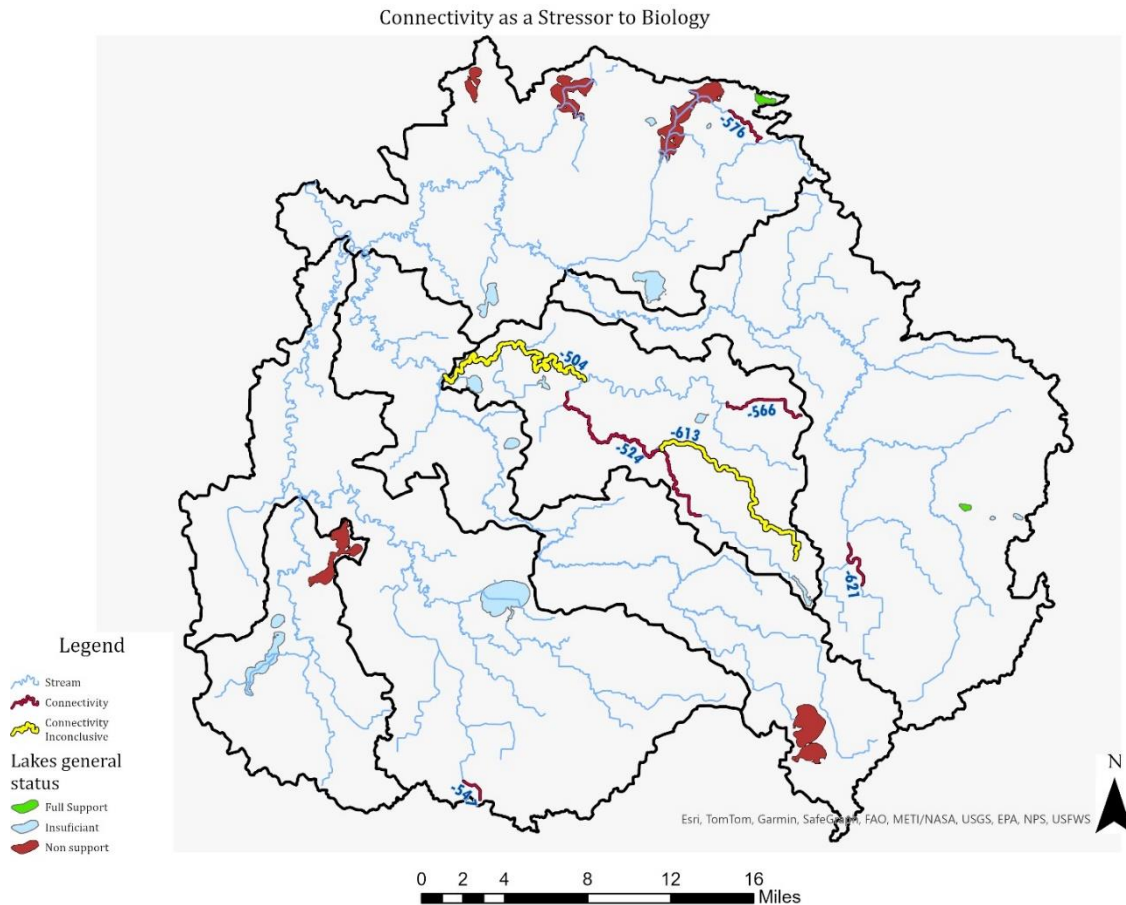 Connectivity as a Stressor to Biology
-576
-504
-566
-613
-524
-621
-547
Legend
Stream
Connectivity
Connectivity
Inconclusive
Lakes general
status
Full Support
Insuficiant
Non support
N
Esri, TomTom, Garmin, SafeGraph, FAO, METI/NASA, USGS, EPA, NPS, USFWS
0 2 4 8 12 16
Miles